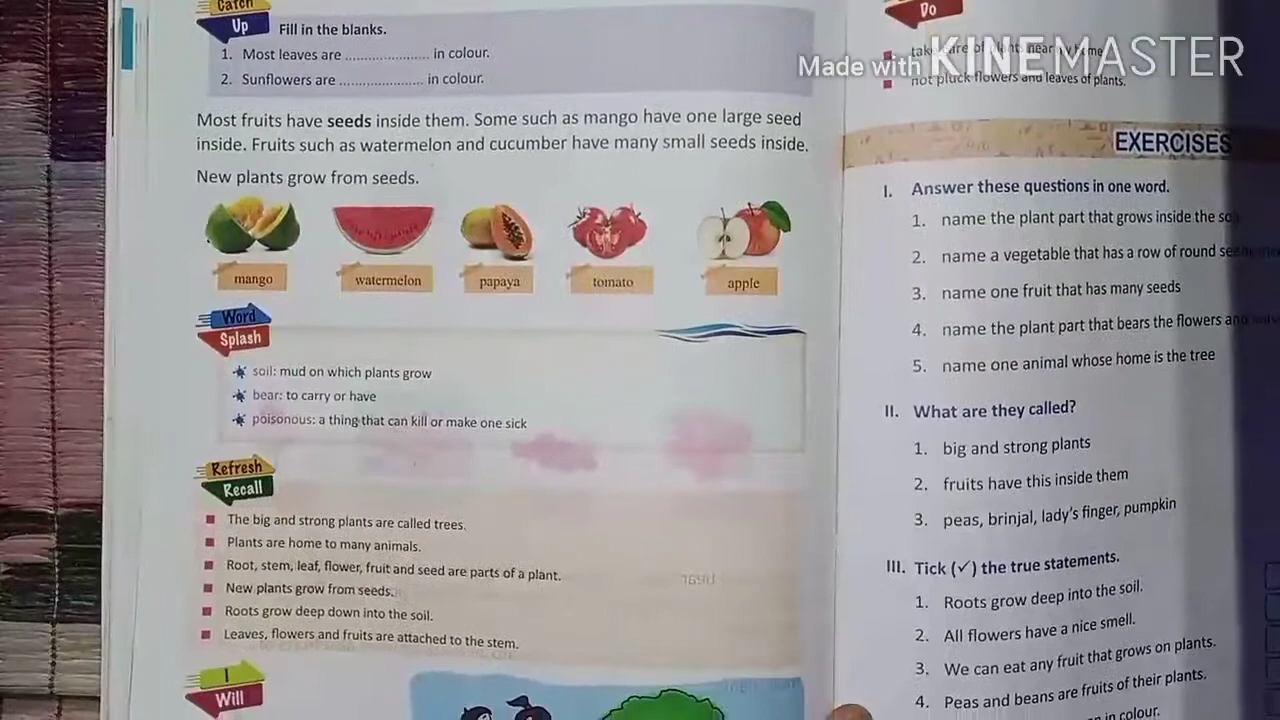 Catch
Up
Fill in the blanks.
1. Most leaves are ..................... in colour.
2. Sunflowers are ..................... in colour.
Most fruits have seeds inside them. Some such as mango have one large seed
inside. Fruits such as watermelon and cucumber have many small seeds inside.
New plants grow from seeds.
mango
watermelon
papaya
tomato
apple
Word
Splash
soil: mud on which plants grow
bear: to carry or have
poisonous: a thing that can kill or make one sick
Refresh
Recall
The big and strong plants are called trees.
Plants are home to many animals.
Root, stem, leaf, flower, fruit and seed are parts of a plant.
New plants grow from seeds.
Roots grow deep down into the soil.
Leaves, flowers and fruits are attached to the stem.
I
Will
Do
take care of plants near my home
not pluck flowers and leaves of plants.
Made with KINEMASTER
EXERCISES
I. Answer these questions in one word.
1. name the plant part that grows inside the
2. name a vegetable that has a row of round
3. name one fruit that has many seeds
4. name the plant part that bears the flowers
5. name one animal whose home is the tree
II. What are they called?
1. big and strong plants
2. fruits have this inside them
3. peas, brinjal, lady's finger, pumpkin
III. Tick (✓) the true statements.
1. Roots grow deep into the soil.
2. All flowers have a nice smell.
3. We can eat any fruit that grows on plants.
4. Peas and beans are fruits of their plants.
in colour.